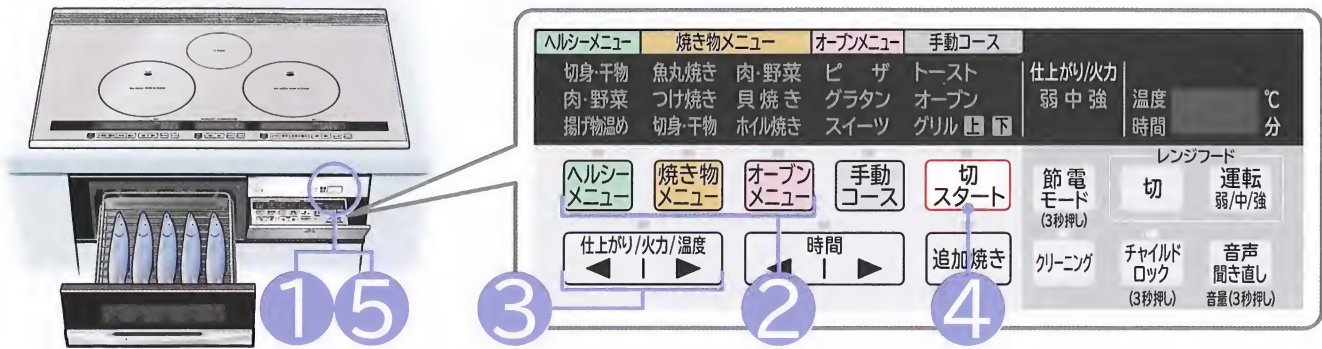 ヘルシーメニュー 焼き物メニュー オーブンメニュー 手動コース
切身・干物 魚丸焼き 肉・野菜 ピザ トースト
肉・野菜 つけ焼き 貝焼き グラタン オーブン
揚げ物温め 切身・干物 ホイル焼き スイーツ グリル 上 下
仕上がり/火力
弱 中 強
温度 ℃
時間 分
ヘルシー
メニュー
焼き物
メニュー
オーブン
メニュー
手動
コース
切
スタート
節電
モード
(3秒押し)
レンジフード
切
運転
弱/中/強
仕上がり/火力/温度
◀ ▶
時間
◀ ▶
追加焼き
クリーニング
チャイルド
ロック
(3秒押し)
音声
聞き直し
音量(3秒押し)
1 5
3
2
4